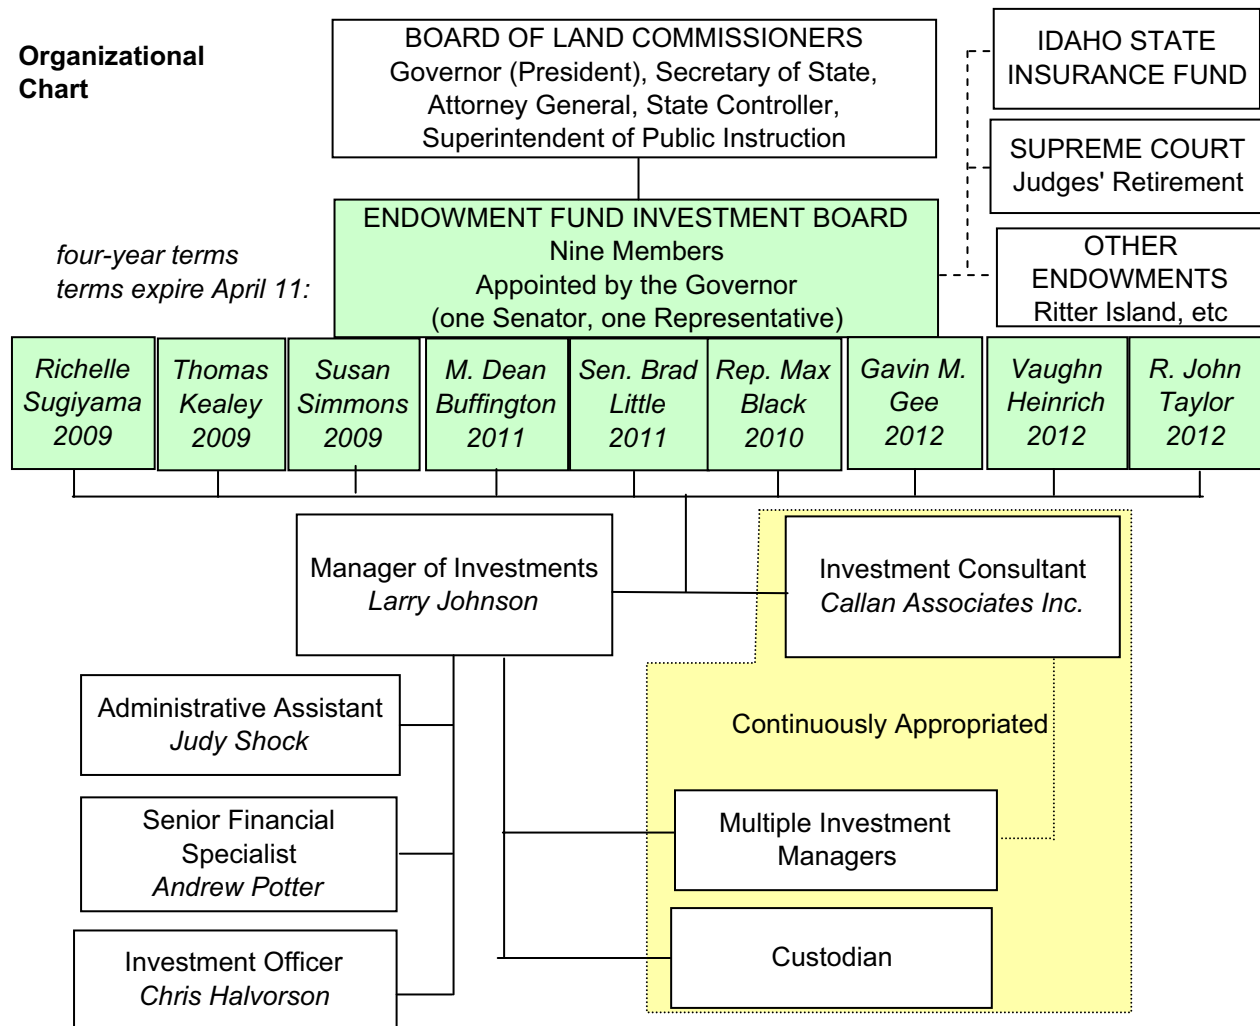 Organizational
Chart
BOARD OF LAND COMMISSIONERS
Governor (President), Secretary of State,
Attorney General, State Controller,
Superintendent of Public Instruction
IDAHO STATE
INSURANCE FUND
SUPREME COURT
Judges' Retirement
OTHER
ENDOWMENTS
Ritter Island, etc
four-year terms
terms expire April 11:
ENDOWMENT FUND INVESTMENT BOARD
Nine Members
Appointed by the Governor
(one Senator, one Representative)
Richelle
Sugiyama
2009
Thomas
Kealey
2009
Susan
Simmons
2009
M. Dean
Buffington
2011
Sen. Brad
Little
2011
Rep. Max
Black
2010
Gavin M.
Gee
2012
Vaughn
Heinrich
2012
R. John
Taylor
2012
Manager of Investments
Larry Johnson
Investment Consultant
Callan Associates Inc.
Administrative Assistant
Judy Shock
Senior Financial
Specialist
Andrew Potter
Investment Officer
Chris Halvorson
Continuously Appropriated
Multiple Investment
Managers
Custodian